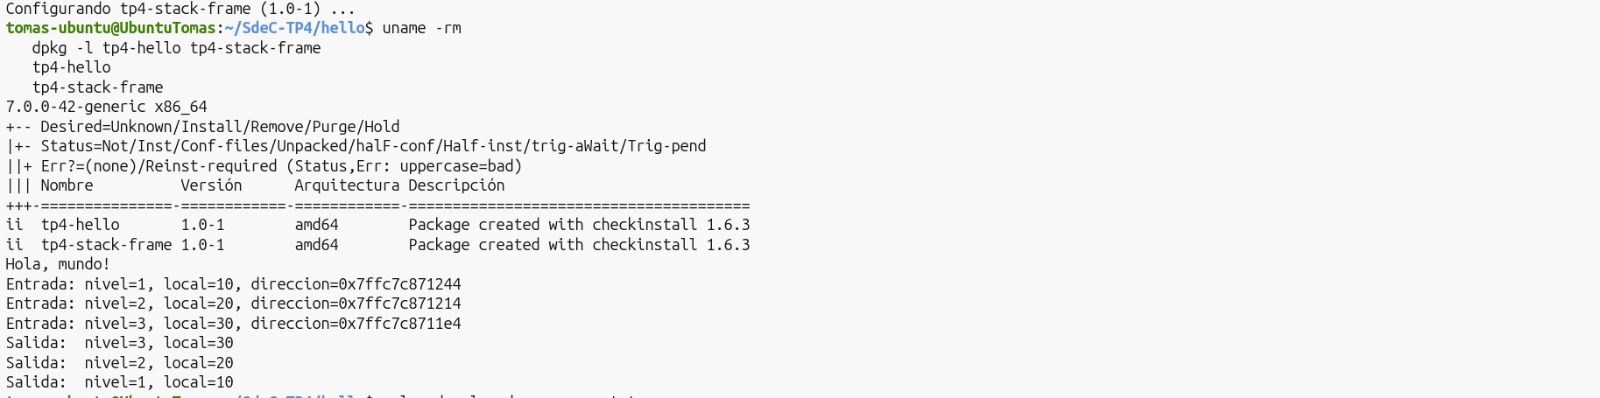 Configurando tp4-stack-frame (1.0-1) ...
tomas-ubuntu@UbuntuTomas:~/SdeC-TP4/hello$ uname -rm
   dpkg -l tp4-hello tp4-stack-frame
   tp4-hello
   tp4-stack-frame
7.0.0-42-generic x86_64
+-- Desired=Unknown/Install/Remove/Purge/Hold
|+- Status=Not/Inst/Conf-files/Unpacked/halF-conf/Half-inst/trig-aWait/Trig-pend
||+ Err?=(none)/Reinst-required (Status,Err: uppercase=bad)
||| Nombre          Versión      Arquitectura Descripción
+++-===============-============-============-=======================================
ii  tp4-hello       1.0-1        amd64        Package created with checkinstall 1.6.3
ii  tp4-stack-frame 1.0-1        amd64        Package created with checkinstall 1.6.3
Hola, mundo!
Entrada: nivel=1, local=10, direccion=0x7ffc7c871244
Entrada: nivel=2, local=20, direccion=0x7ffc7c871214
Entrada: nivel=3, local=30, direccion=0x7ffc7c8711e4
Salida:  nivel=3, local=30
Salida:  nivel=2, local=20
Salida:  nivel=1, local=10